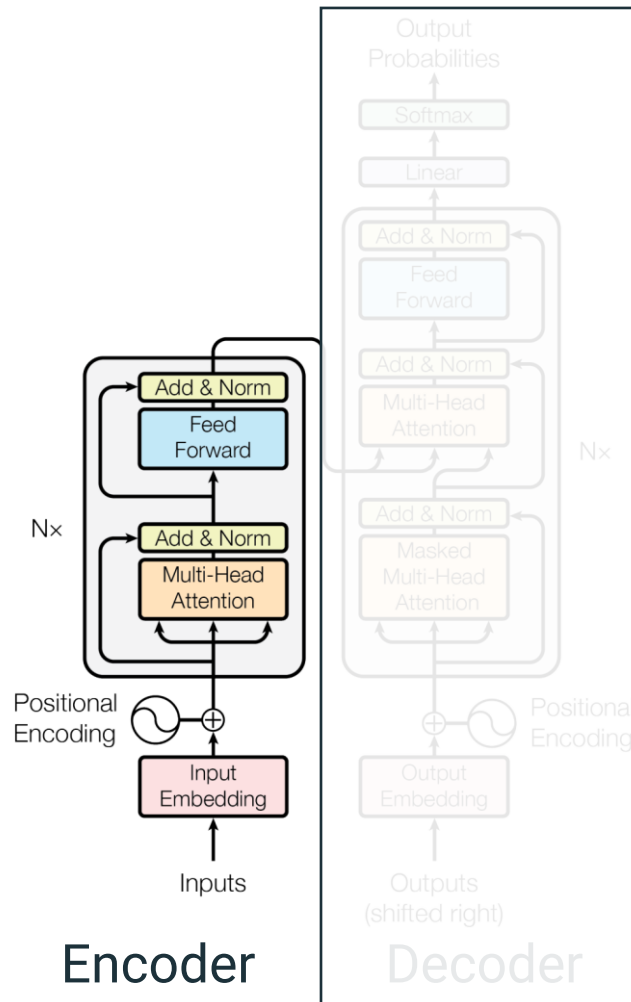 Output
Probabilities
Softmax
Linear
Add & Norm
Feed
Forward
Add & Norm
Multi-Head
Attention
Nx
Add & Norm
Masked
Multi-Head
Attention
Positional
Encoding
Output
Embedding
Outputs
(shifted right)
Decoder
Add & Norm
Feed
Forward
N×
Add & Norm
Multi-Head
Attention
Positional
Encoding
Input
Embedding
Inputs
Encoder